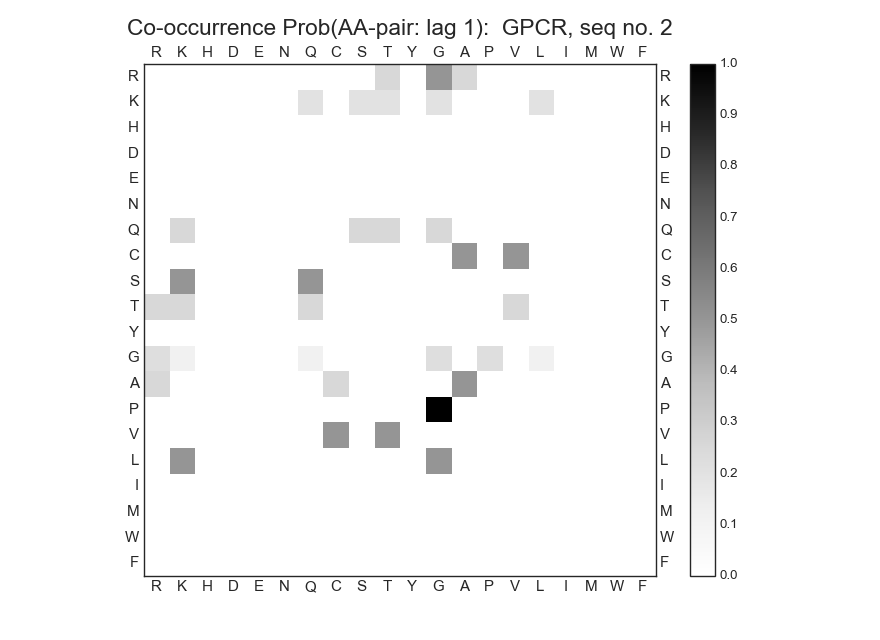 Co-occurrence Prob(AA-pair: lag 1):  GPCR, seq no. 2
R K H D E N Q C S T Y G A P V L I M W F
1.0
R R
0.9
K K
H H
0.8
D D
E E
0.7
N N
Q Q
0.6
C C
S S
0.5
T T
Y Y
0.4
G G
A A
0.3
P P
V V
0.2
L L
I I
0.1
M M
W W
F F
0.0
R K H D E N Q C S T Y G A P V L I M W F